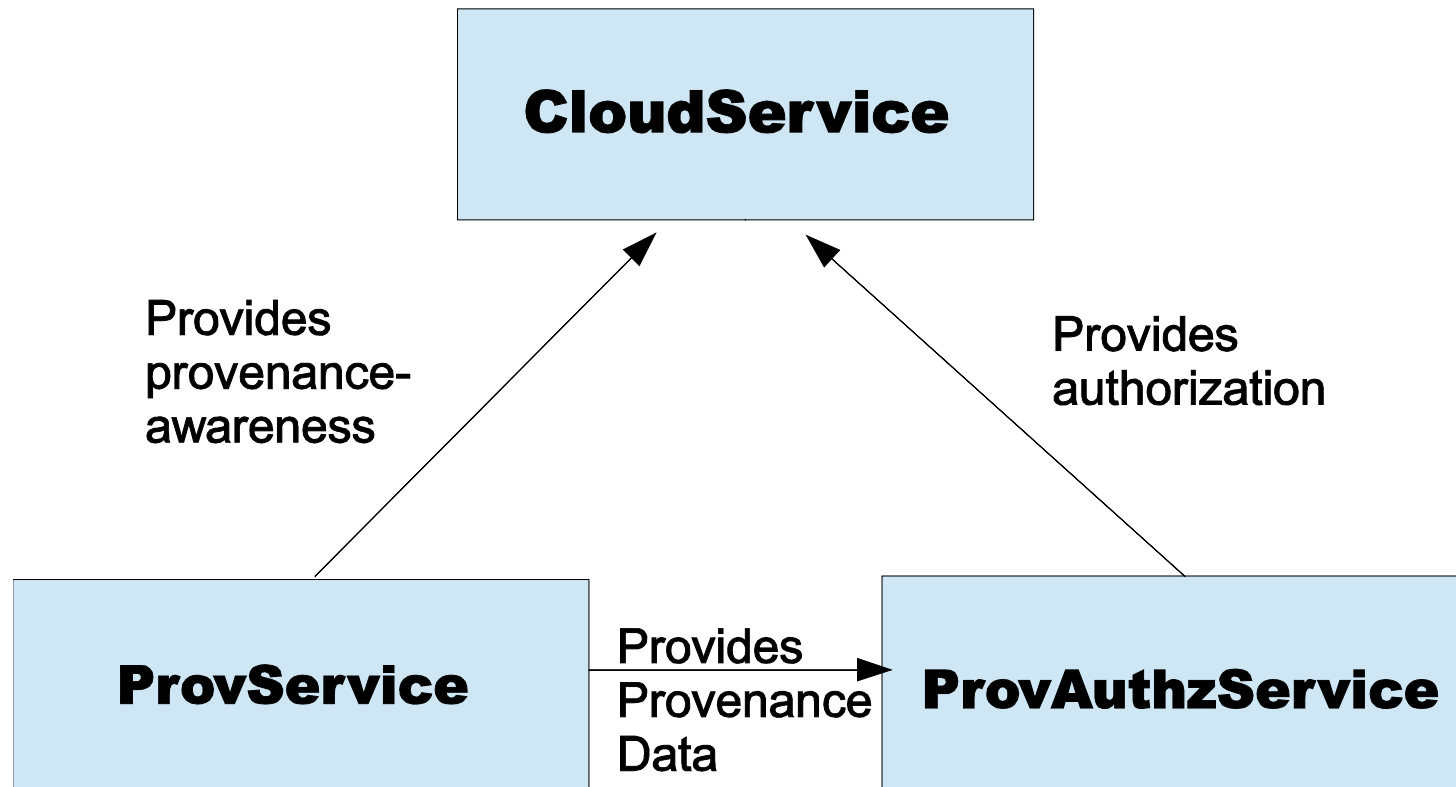 CloudService
Provides
provenance-
awareness
Provides
authorization
ProvService
Provides
Provenance
Data
ProvAuthzService